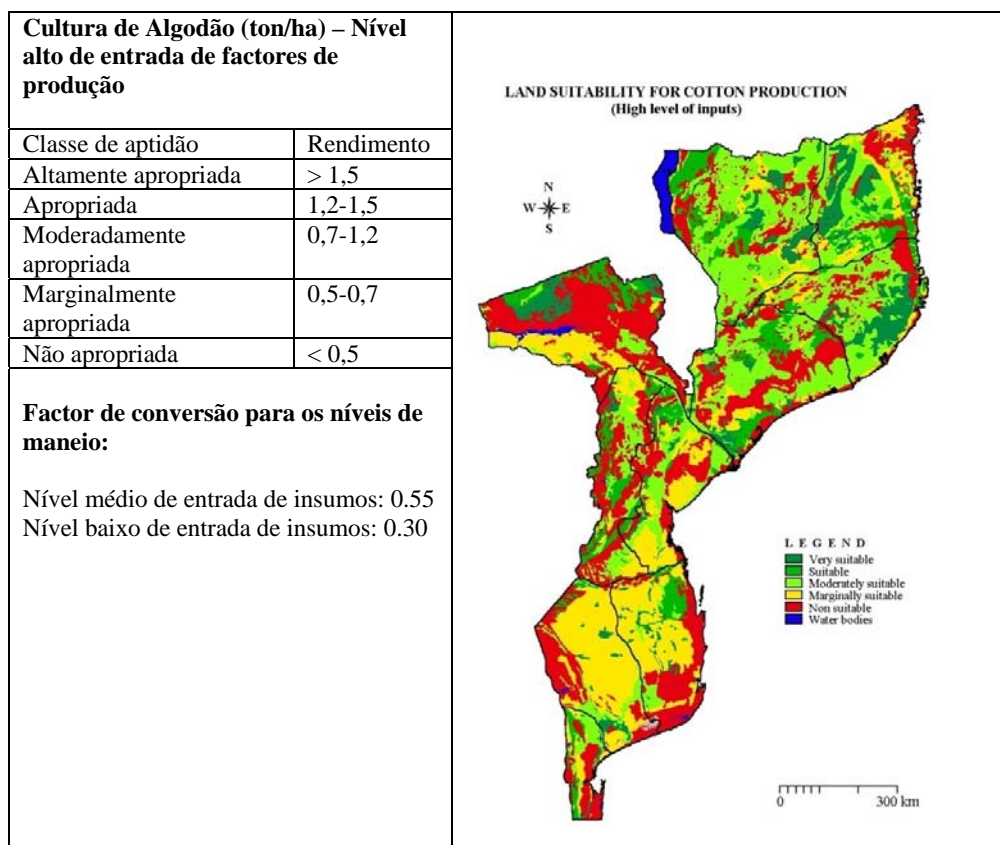 Cultura de Algodão (ton/ha) – Nível
alto de entrada de factores de
produção
Classe de aptidão Rendimento
Altamente apropriada > 1,5
Apropriada 1,2-1,5
Moderadamente 0,7-1,2
apropriada
Marginalmente 0,5-0,7
apropriada
Não apropriada < 0,5
Factor de conversão para os níveis de
maneio:
Nível médio de entrada de insumos: 0.55
Nível baixo de entrada de insumos: 0.30
LAND SUITABILITY FOR COTTON PRODUCTION
(High level of inputs)
N
W E
S
LEGEND
Very suitable
Suitable
Moderately suitable
Marginally suitable
Non suitable
Water bodies
0 300 km